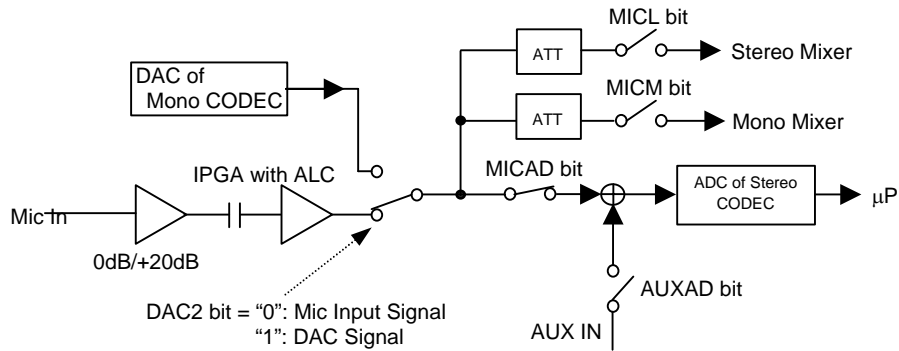 MICL bit
ATT
Stereo Mixer
DAC of
Mono CODEC
MICM bit
ATT
Mono Mixer
IPGA with ALC
MICAD bit
ADC of Stereo
CODEC
μP
Mic In
0dB/+20dB
AUXAD bit
DAC2 bit = “0”: Mic Input Signal
“1”: DAC Signal
AUX IN